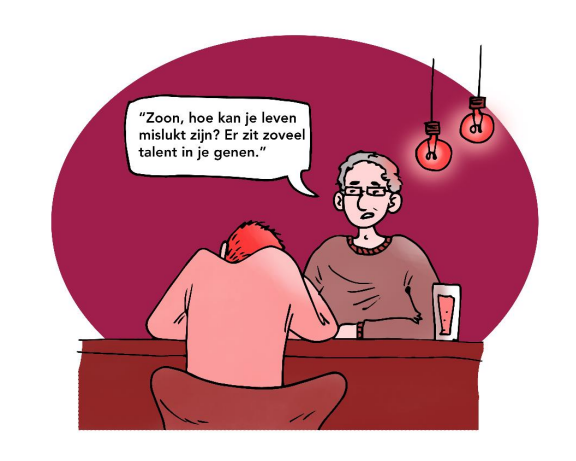 “Zoon, hoe kan je leven
mislukt zijn? Er zit zoveel
talent in je genen.”